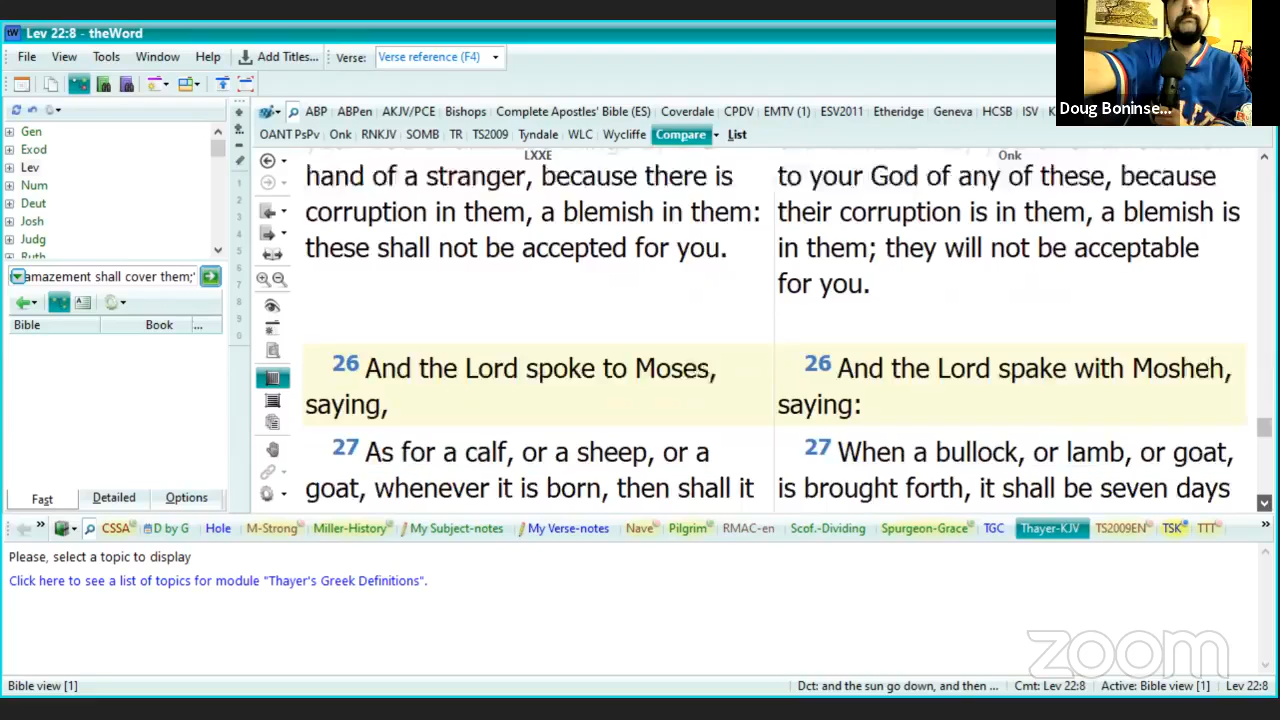 Lev 22:8 - theWord
File View Tools Window Help Add Titles... Verse: Verse reference (F4)
Doug Boninse...
Gen
Exod
Lev
Num
Deut
Josh
Judg
Ruth
amazement shall cover them;'
Bible Book ...
Fast Detailed Options
ABP ABPen AKJV/PCE Bishops Complete Apostles' Bible (ES) Coverdale CPDV EMTV (1) ESV2011 Etheridge Geneva HCSB ISV
OANT PsPv Onk RNKJV SOMB TR TS2009 Tyndale WLC Wycliffe Compare List
LXXE
hand of a stranger, because there is
corruption in them, a blemish in them:
these shall not be accepted for you.
26 And the Lord spoke to Moses,
saying,
27 As for a calf, or a sheep, or a
goat, whenever it is born, then shall it
Onk
to your God of any of these, because
their corruption is in them, a blemish is
in them; they will not be acceptable
for you.
26 And the Lord spake with Mosheh,
saying:
27 When a bullock, or lamb, or goat,
is brought forth, it shall be seven days
CSSA D by G Hole M-Strong Miller-History My Subject-notes My Verse-notes Nave Pilgrim RMAC-en Scof.-Dividing Spurgeon-Grace TGC Thayer-KJV TS2009EN TSK TTT
Please, select a topic to display
Click here to see a list of topics for module "Thayer's Greek Definitions".
zoom
Bible view [1] Dct: and the sun go down, and then ... Cmt: Lev 22:8 Active: Bible view [1] Lev 22:8